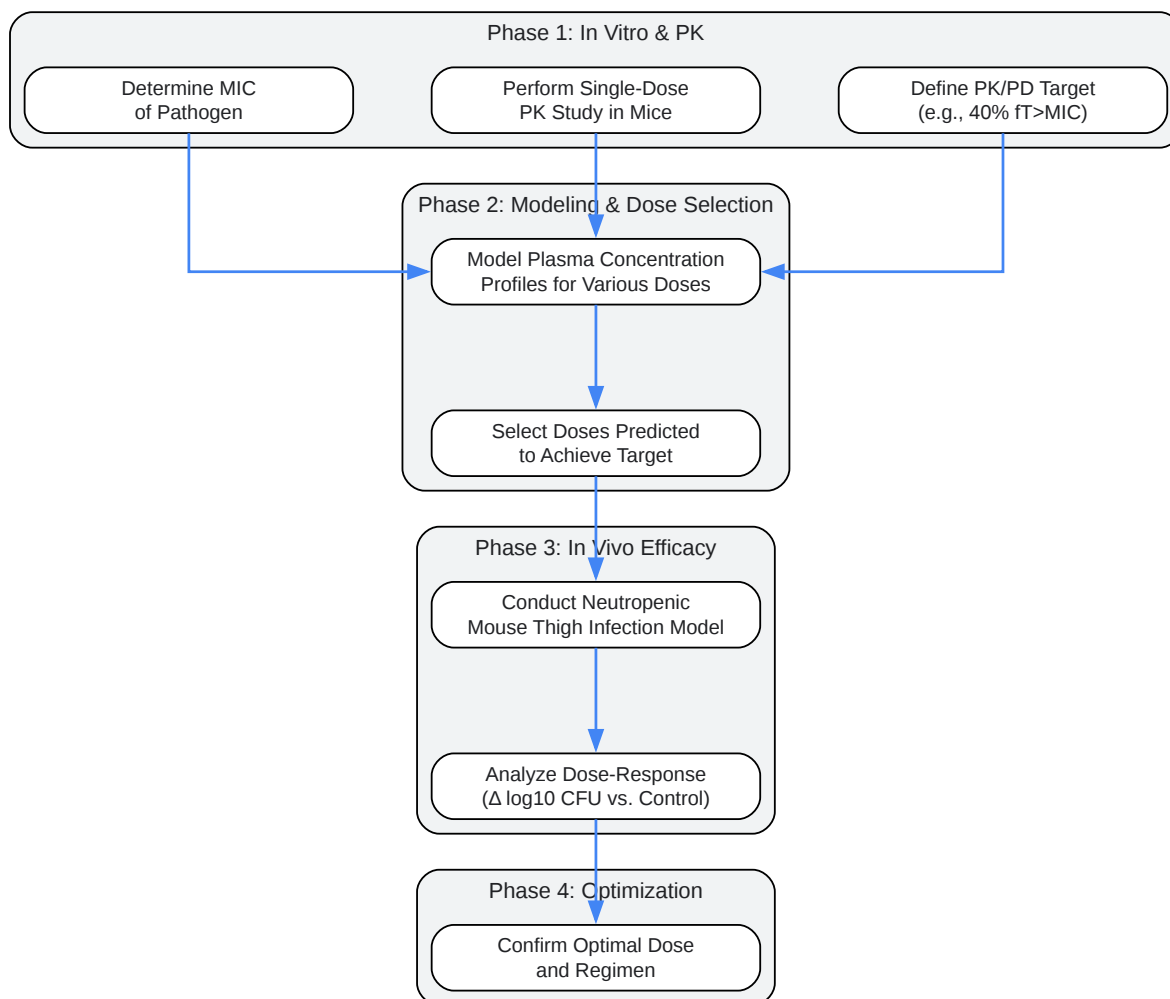 Phase 1: In Vitro & PK
Determine MIC
of Pathogen
Perform Single-Dose
PK Study in Mice
Define PK/PD Target
(e.g., 40% fT>MIC)
Phase 2: Modeling & Dose Selection
Model Plasma Concentration
Profiles for Various Doses
Select Doses Predicted
to Achieve Target
Phase 3: In Vivo Efficacy
Conduct Neutropenic
Mouse Thigh Infection Model
Analyze Dose-Response
(Δ log10 CFU vs. Control)
Phase 4: Optimization
Confirm Optimal Dose
and Regimen